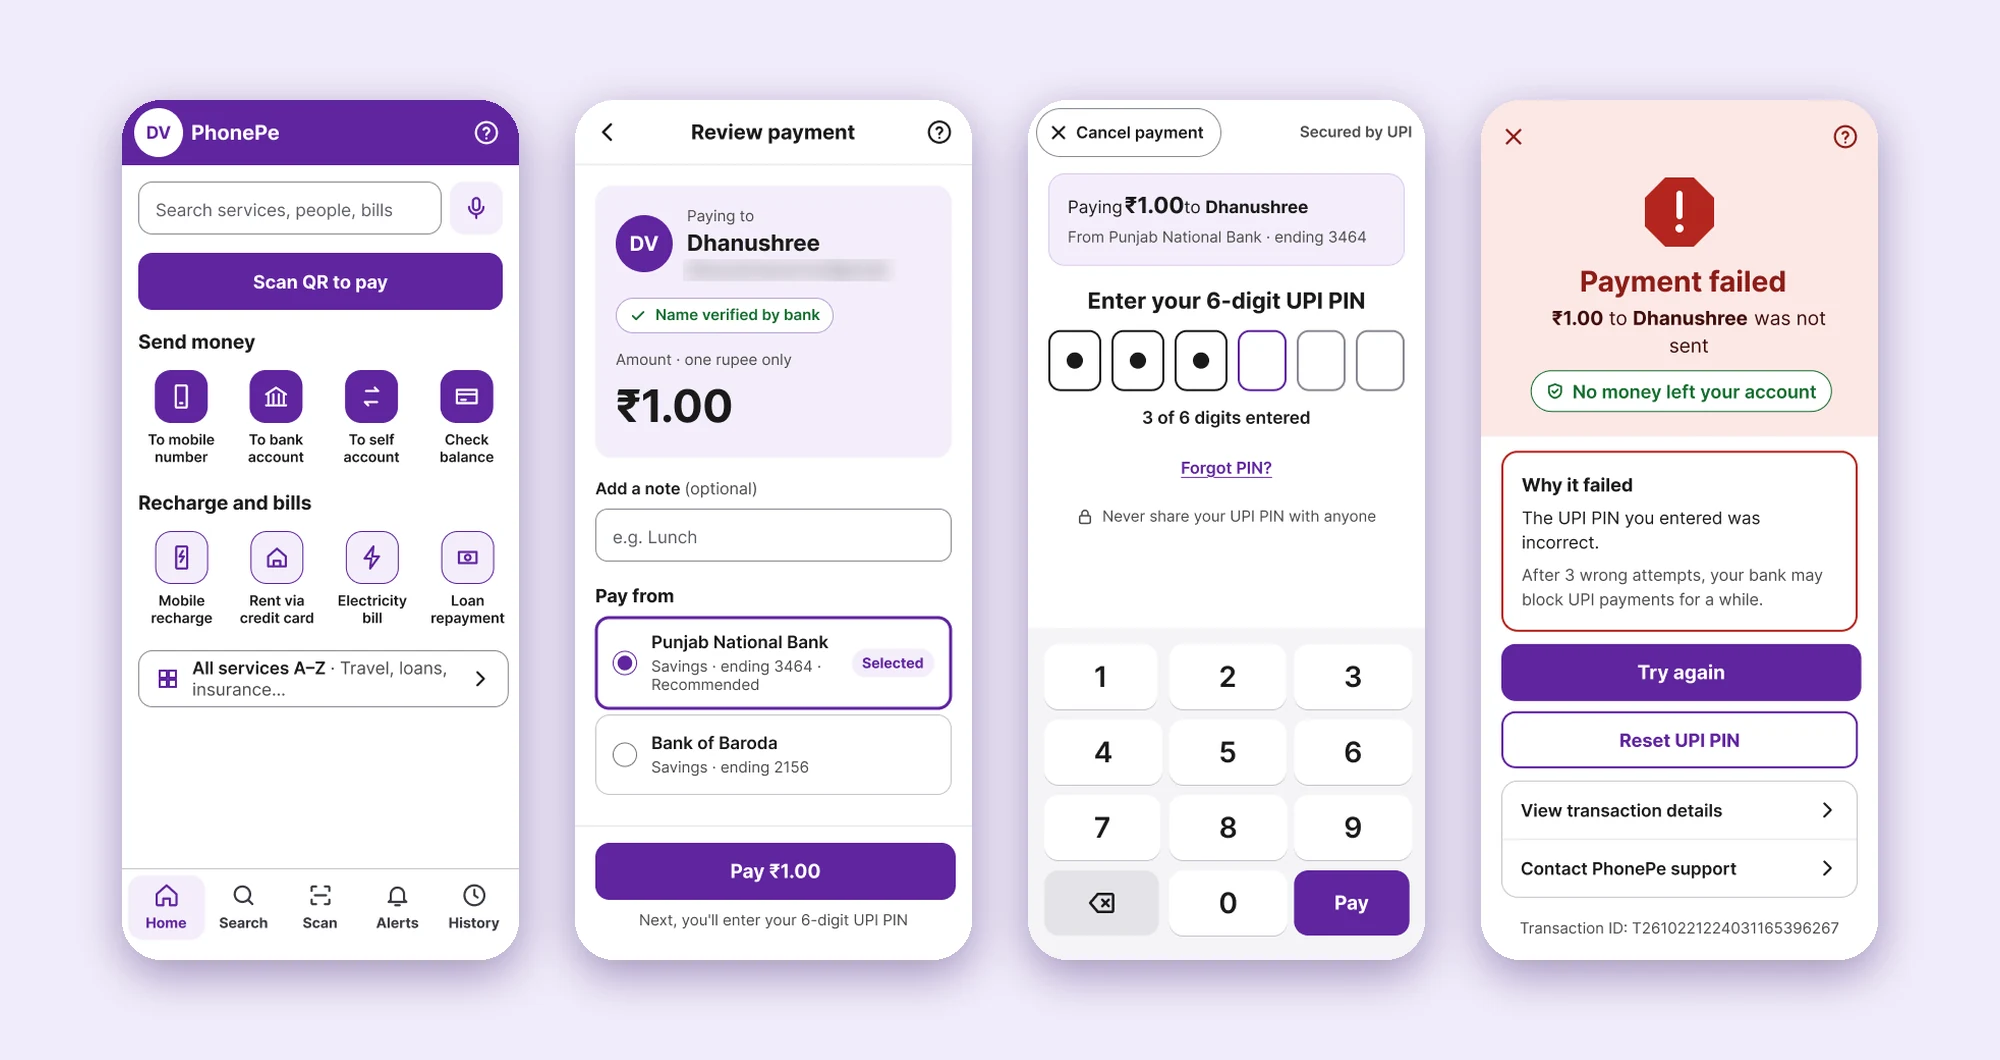 DV PhonePe
Search services, people, bills
Scan QR to pay
Send money
To mobile number
To bank account
To self account
Check balance
Recharge and bills
Mobile recharge
Rent via credit card
Electricity bill
Loan repayment
All services A–Z · Travel, loans,
insurance...
Home
Search
Scan
Alerts
History
Review payment
Paying to
DV
Dhanushree
Name verified by bank
Amount · one rupee only
₹1.00
Add a note (optional)
e.g. Lunch
Pay from
Punjab National Bank
Savings · ending 3464 ·
Recommended
Selected
Bank of Baroda
Savings · ending 2156
Pay ₹1.00
Next, you'll enter your 6-digit UPI PIN
Cancel payment
Secured by UPI
Paying ₹1.00 to Dhanushree
From Punjab National Bank · ending 3464
Enter your 6-digit UPI PIN
3 of 6 digits entered
Forgot PIN?
Never share your UPI PIN with anyone
1 2 3
4 5 6
7 8 9
0 Pay
Payment failed
₹1.00 to Dhanushree was not
sent
No money left your account
Why it failed
The UPI PIN you entered was
incorrect.
After 3 wrong attempts, your bank may
block UPI payments for a while.
Try again
Reset UPI PIN
View transaction details
Contact PhonePe support
Transaction ID: T2610221224031165396267